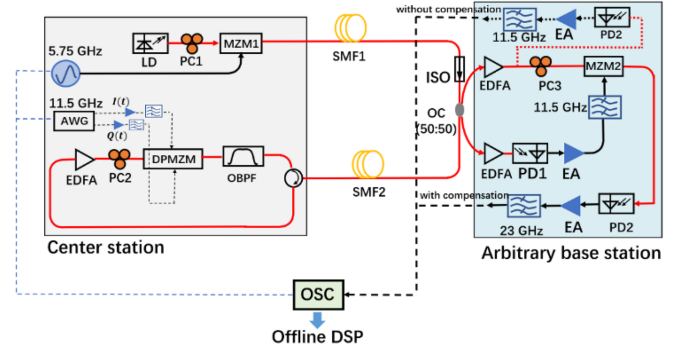 without compensation
11.5 GHz
EA
PD2
5.75 GHz
LD
PC1
MZM1
SMF1
ISO
EDFA
PC3
MZM2
11.5 GHz
AWG
I(t)
Q(t)
11.5 GHz
OC
(50:50)
EDFA
PC2
DPMZM
OBPF
SMF2
EDFA
PD1
EA
with compensation
23 GHz
EA
PD2
Center station
Arbitrary base station
OSC
Offline DSP